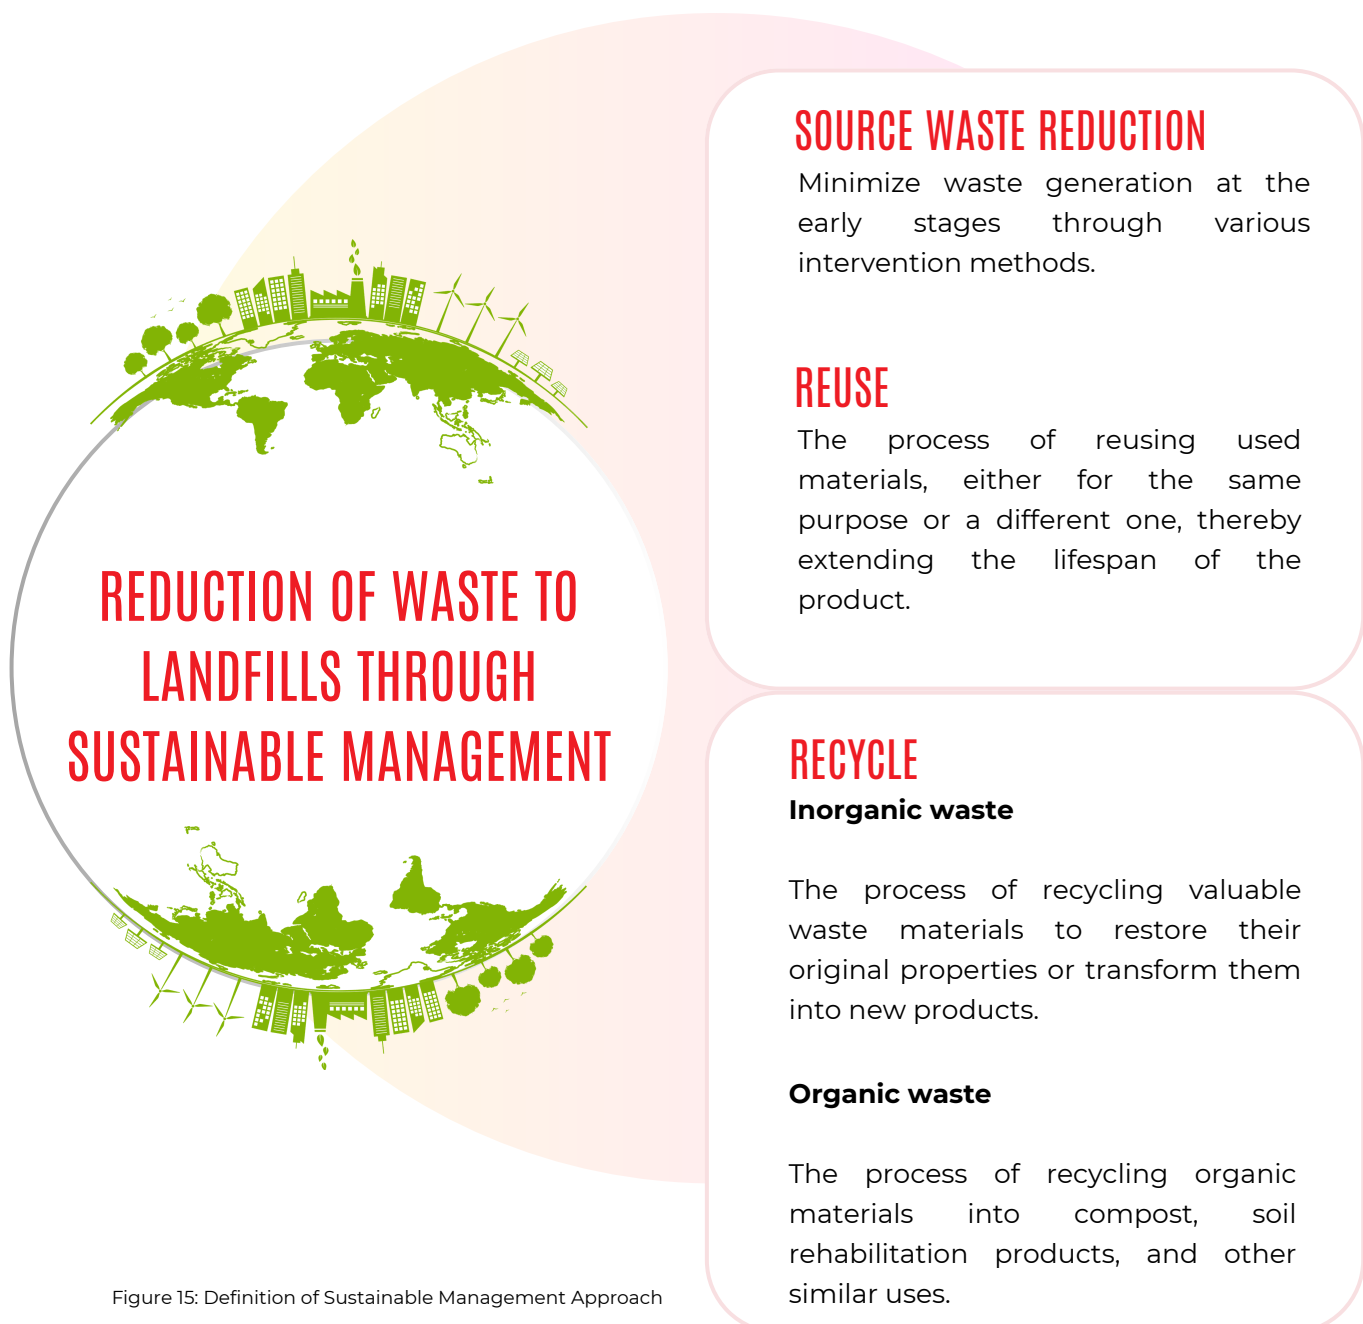 REDUCTION OF WASTE TO
LANDFILLS THROUGH
SUSTAINABLE MANAGEMENT
SOURCE WASTE REDUCTION
Minimize waste generation at the
early stages through various
intervention methods.
REUSE
The process of reusing used
materials, either for the same
purpose or a different one, thereby
extending the lifespan of the
product.
RECYCLE
Inorganic waste
The process of recycling valuable
waste materials to restore their
original properties or transform them
into new products.
Organic waste
The process of recycling organic
materials into compost, soil
rehabilitation products, and other
similar uses.
Figure 15: Definition of Sustainable Management Approach